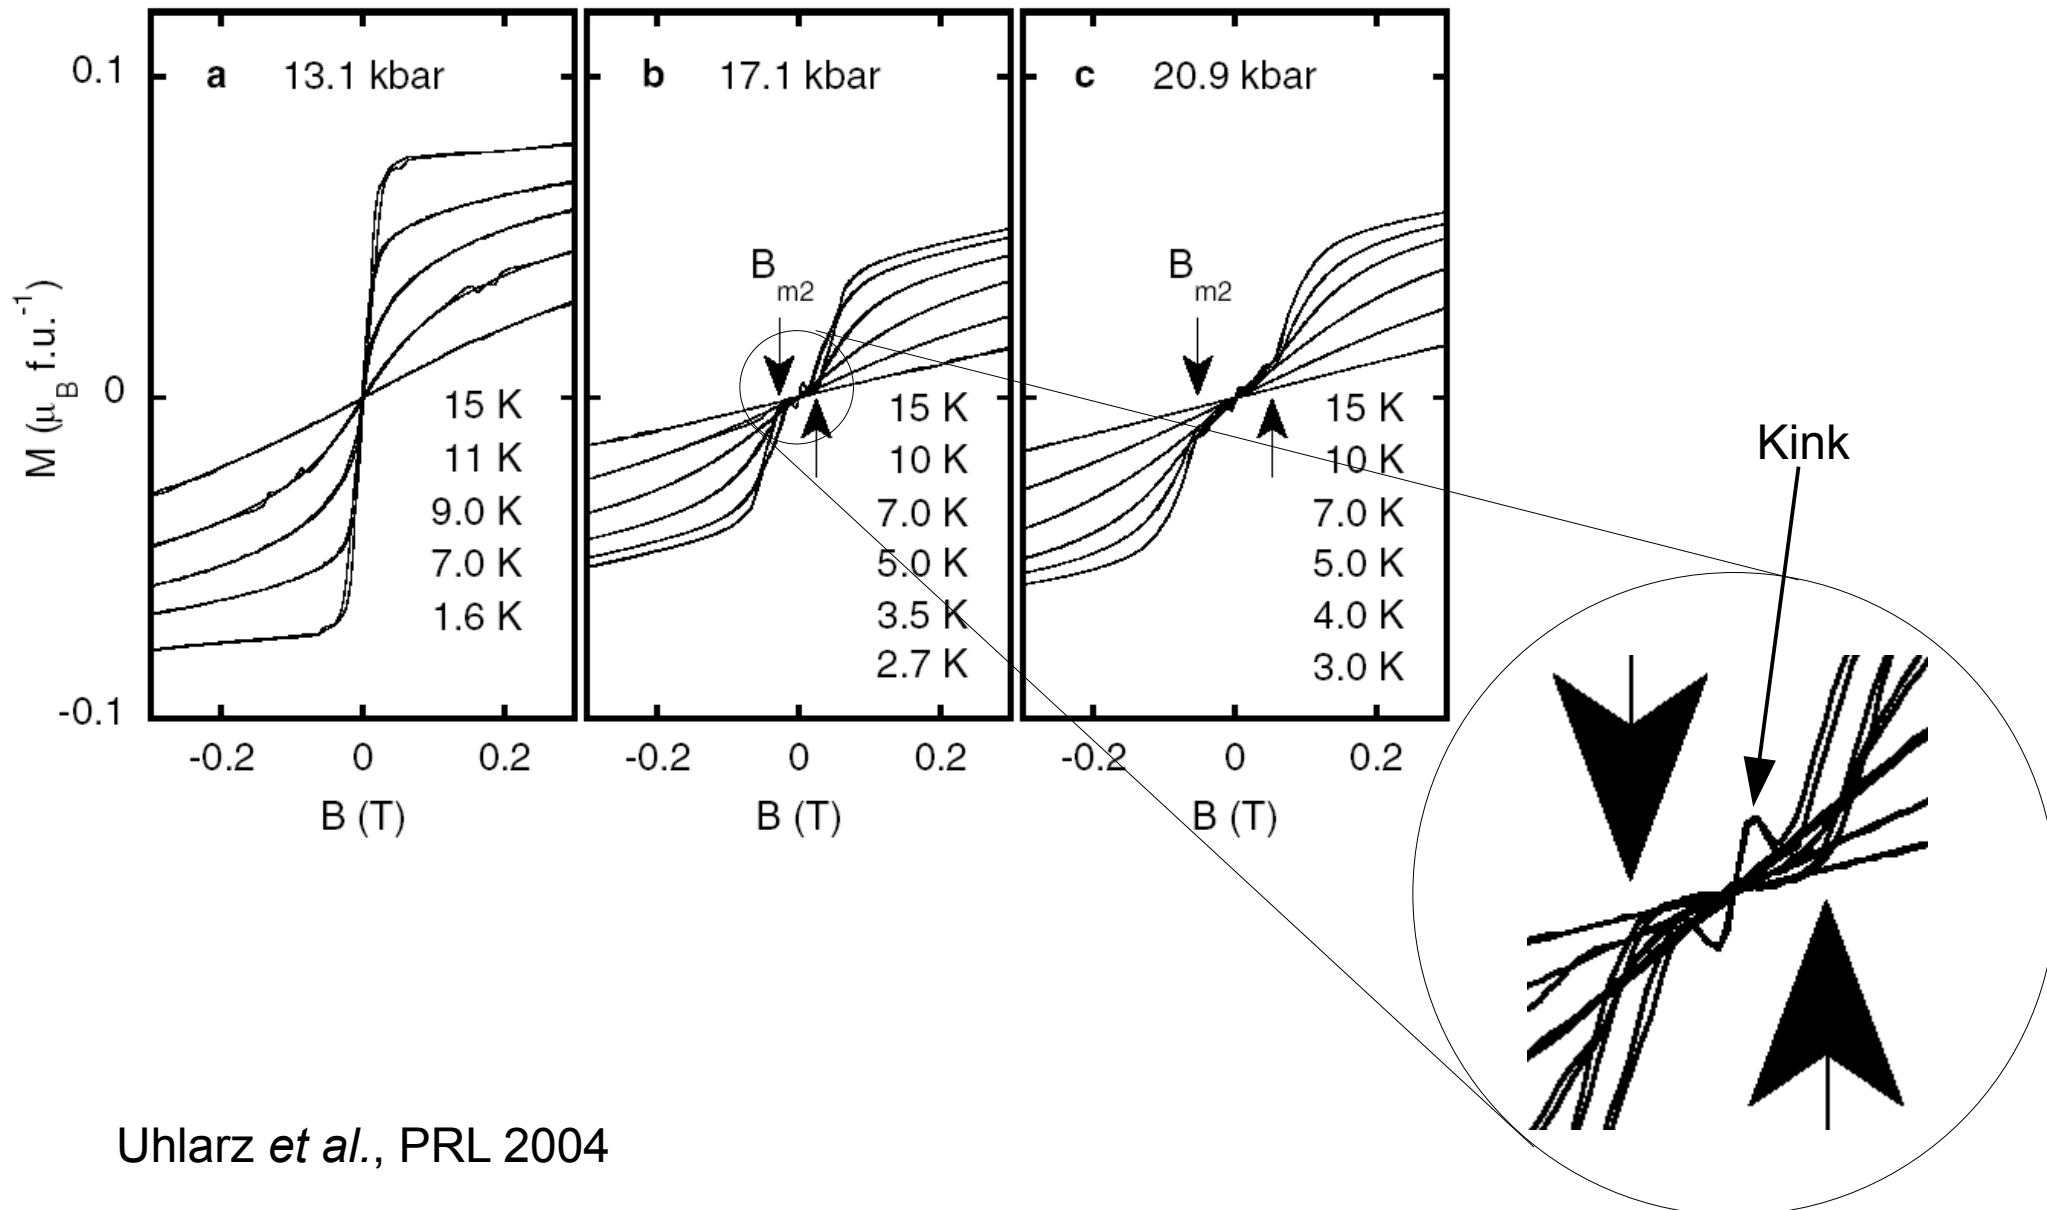 a 13.1 kbar
b 17.1 kbar
c 20.9 kbar
0.1
0
-0.1
M (μB f.u.-1)
15 K
11 K
9.0 K
7.0 K
1.6 K
-0.2 0 0.2
B (T)
Bm2
15 K
10 K
7.0 K
5.0 K
3.5 K
2.7 K
-0.2 0 0.2
B (T)
Bm2
15 K
10 K
7.0 K
5.0 K
4.0 K
3.0 K
-0.2 0 0.2
B (T)
Kink
Uhlarz et al., PRL 2004